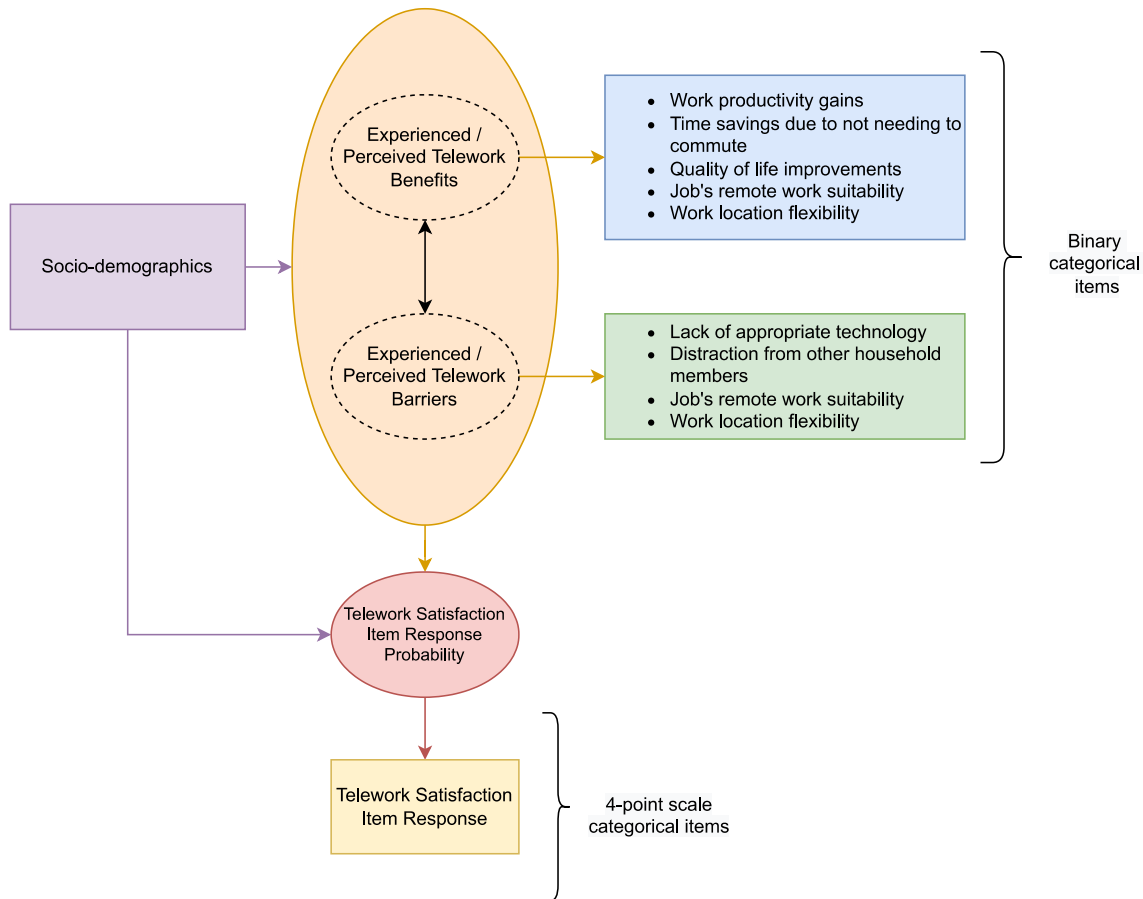 Socio-demographics
Experienced /
Perceived Telework
Benefits
Experienced /
Perceived Telework
Barriers
• Work productivity gains
• Time savings due to not needing to
commute
• Quality of life improvements
• Job's remote work suitability
• Work location flexibility
• Lack of appropriate technology
• Distraction from other household
members
• Job's remote work suitability
• Work location flexibility
Binary
categorical
items
Telework Satisfaction
Item Response
Probability
Telework Satisfaction
Item Response
4-point scale
categorical items